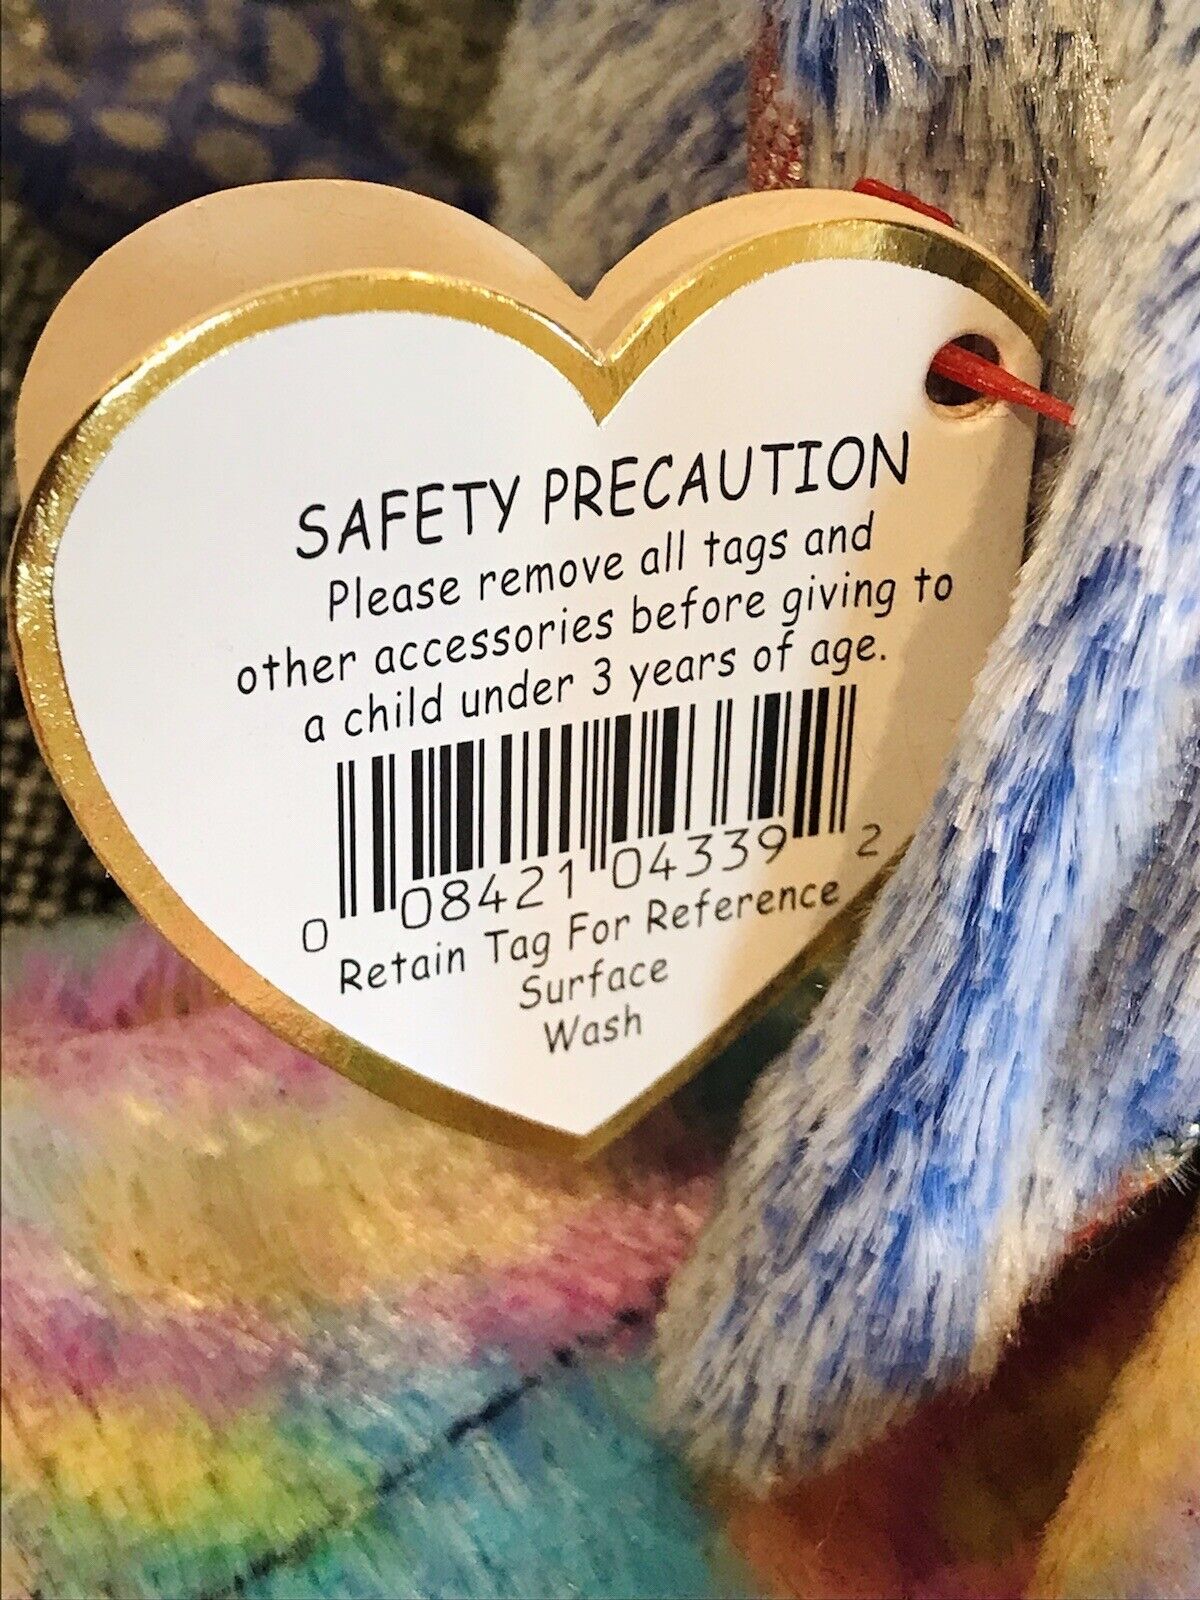 SAFETY PRECAUTION
Please remove all tags and
other accessories before giving to
a child under 3 years of age.
0 08421 04339 2
Retain Tag For Reference
Surface
Wash